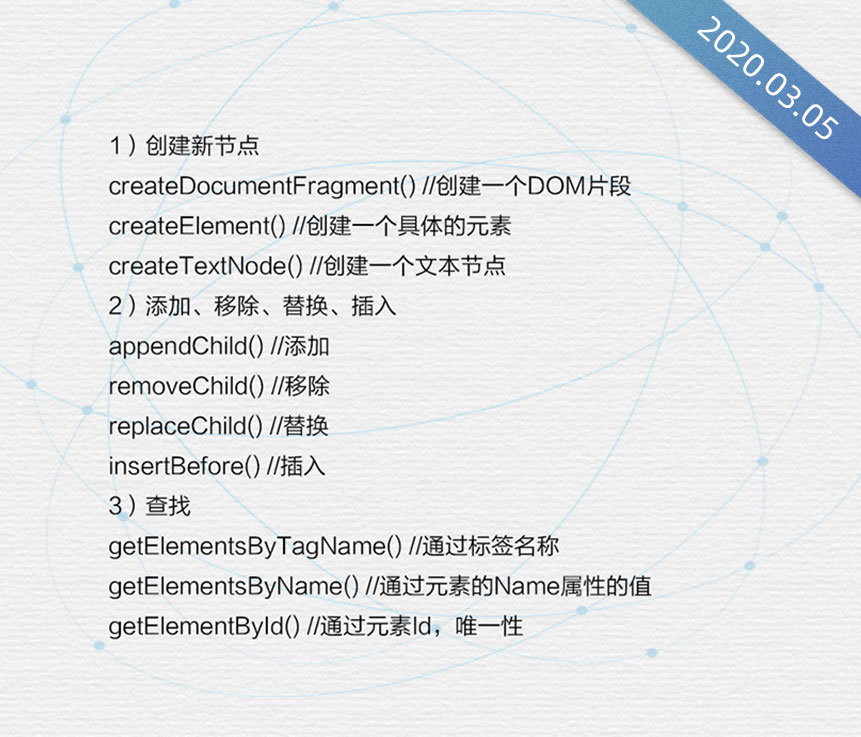 2020.03.05
1）创建新节点
createDocumentFragment() //创建一个DOM片段
createElement() //创建一个具体的元素
createTextNode() //创建一个文本节点
2）添加、移除、替换、插入
appendChild() //添加
removeChild() //移除
replaceChild() //替换
insertBefore() //插入
3）查找
getElementsByTagName() //通过标签名称
getElementsByName() //通过元素的Name属性的值
getElementById() //通过元素Id，唯一性